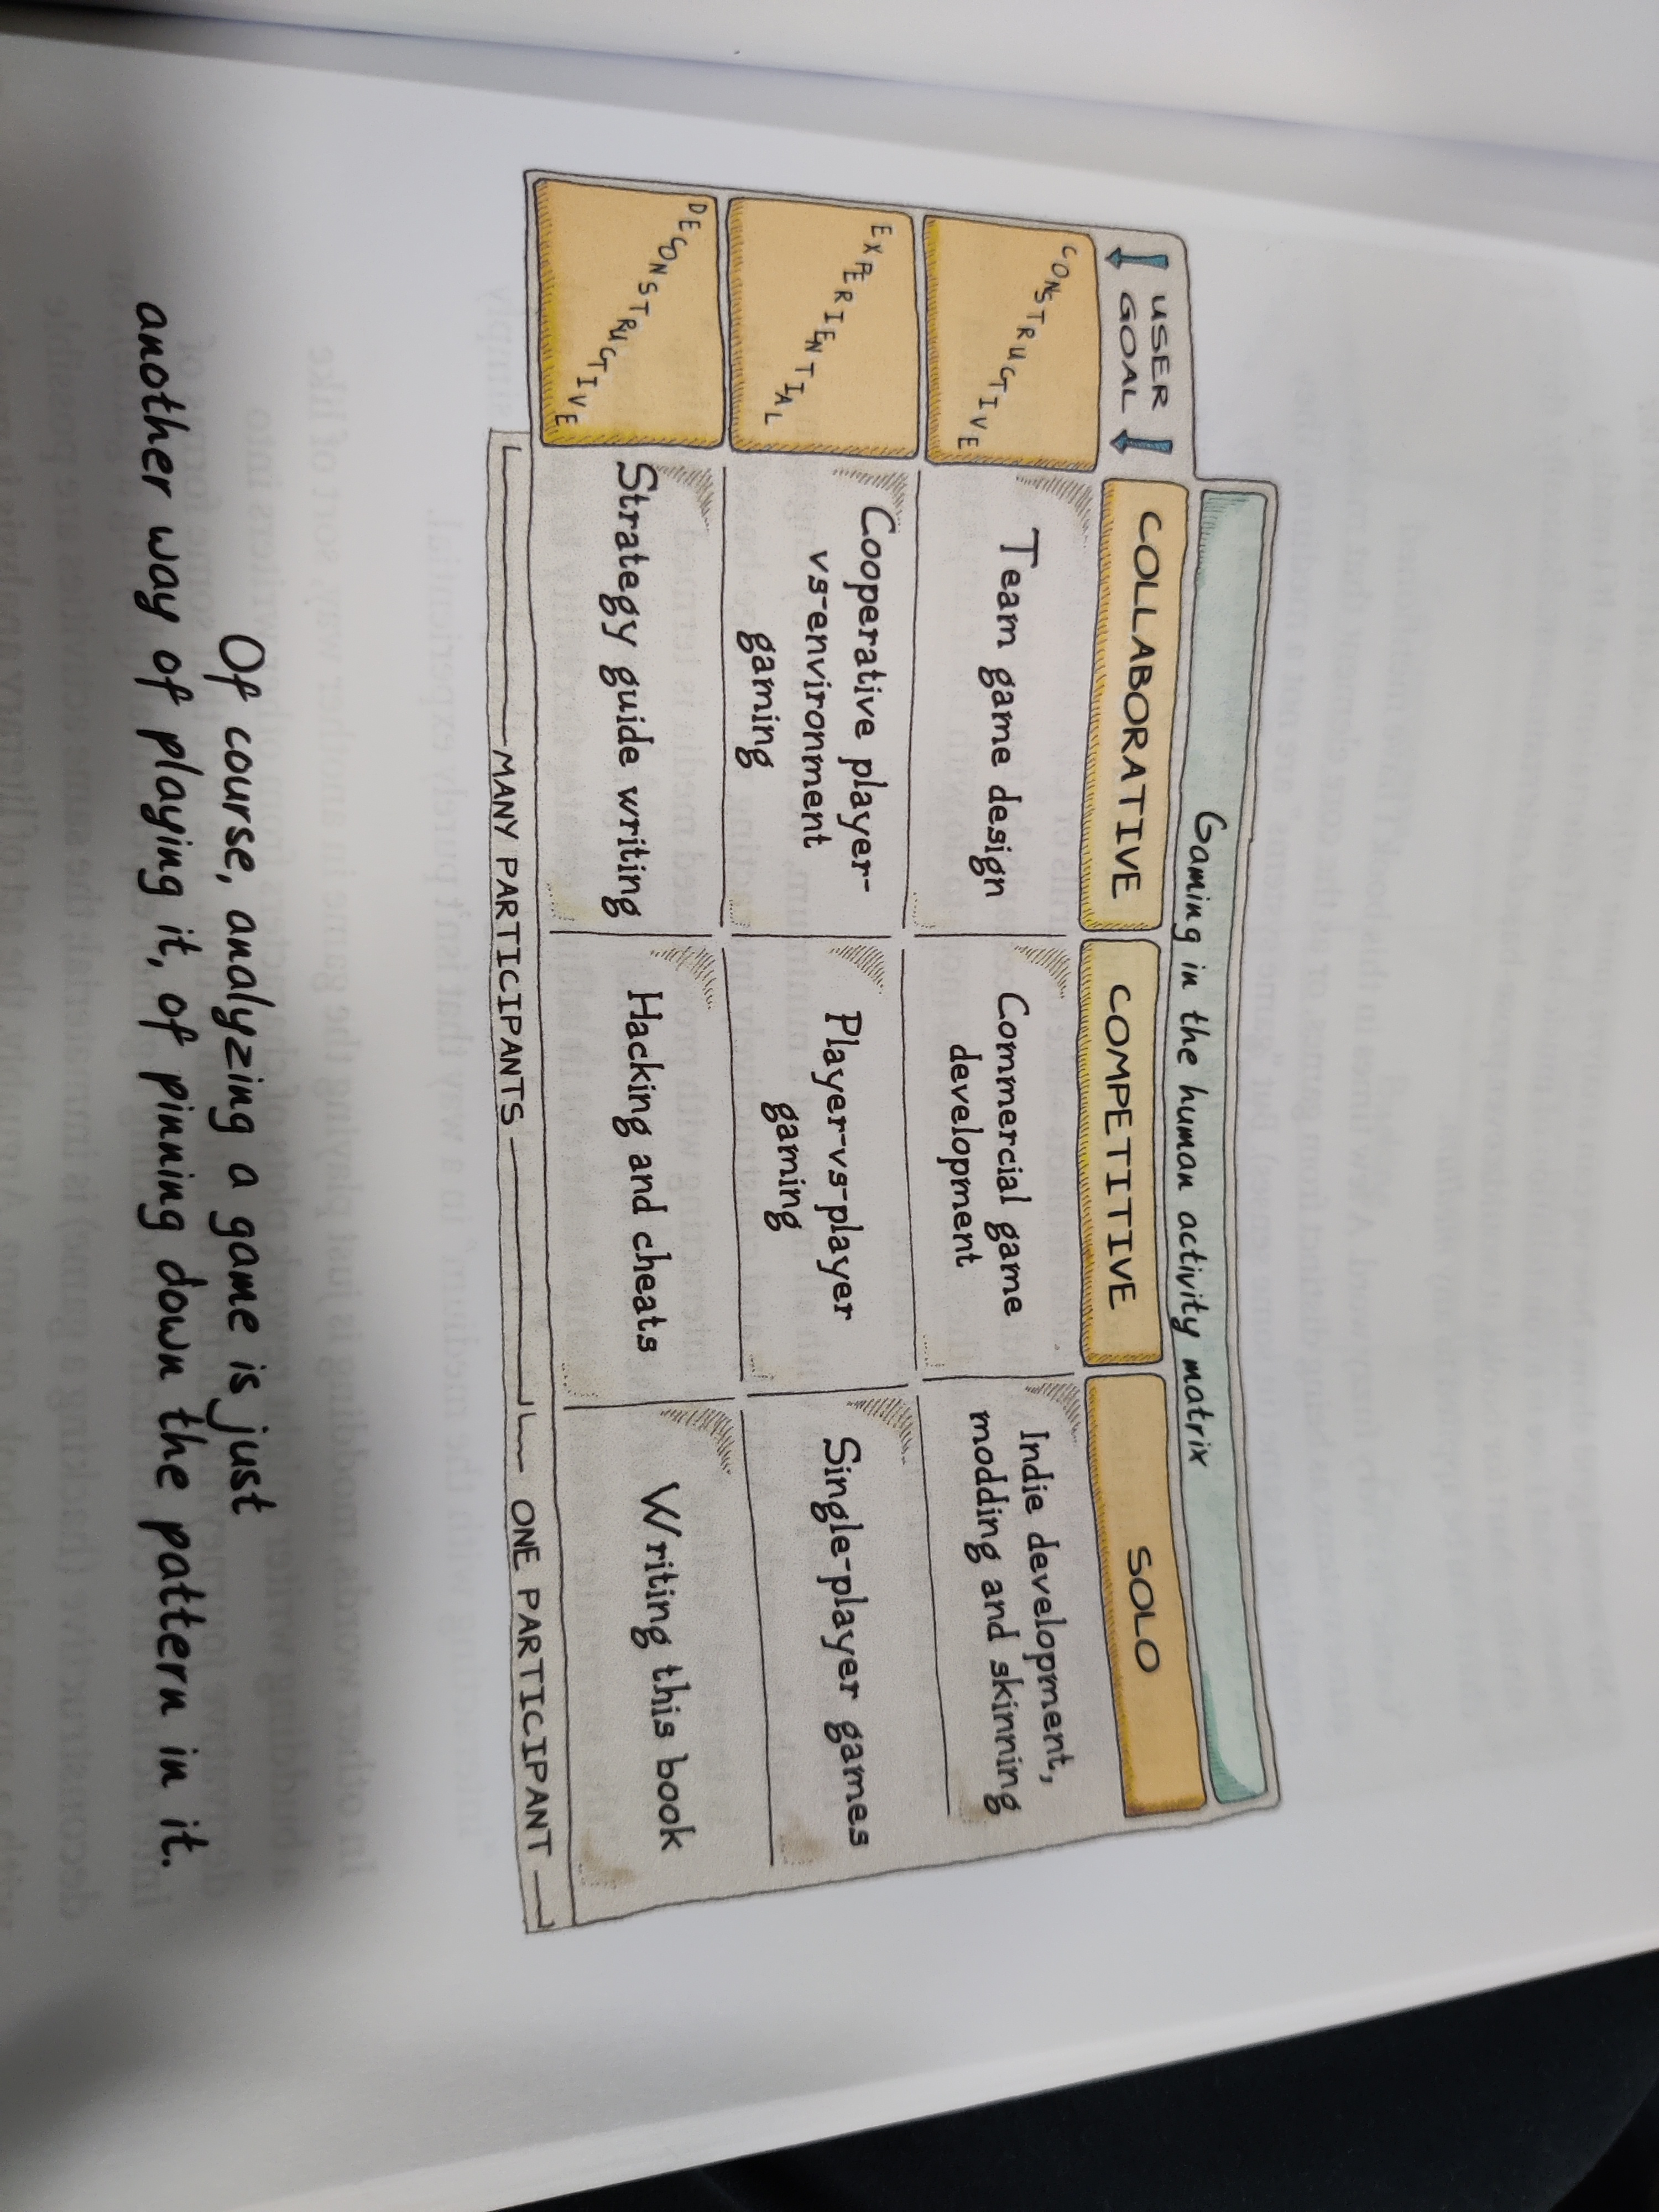 Gaming in the human activity matrix
USER
GOAL
COLLABORATIVE
COMPETITIVE
SOLO
CONSTRUCTIVE
Team game design
Commercial game
development
Indie development,
modding and skinning
EXPERIENTIAL
Cooperative player-
vs-environment
gaming
Player-vs-player
gaming
Single-player games
DECONSTRUCTIVE
Strategy guide writing
Hacking and cheats
Writing this book
MANY PARTICIPANTS
ONE PARTICIPANT
Of course, analyzing a game is just
another way of playing it, of pinning down the pattern in it.